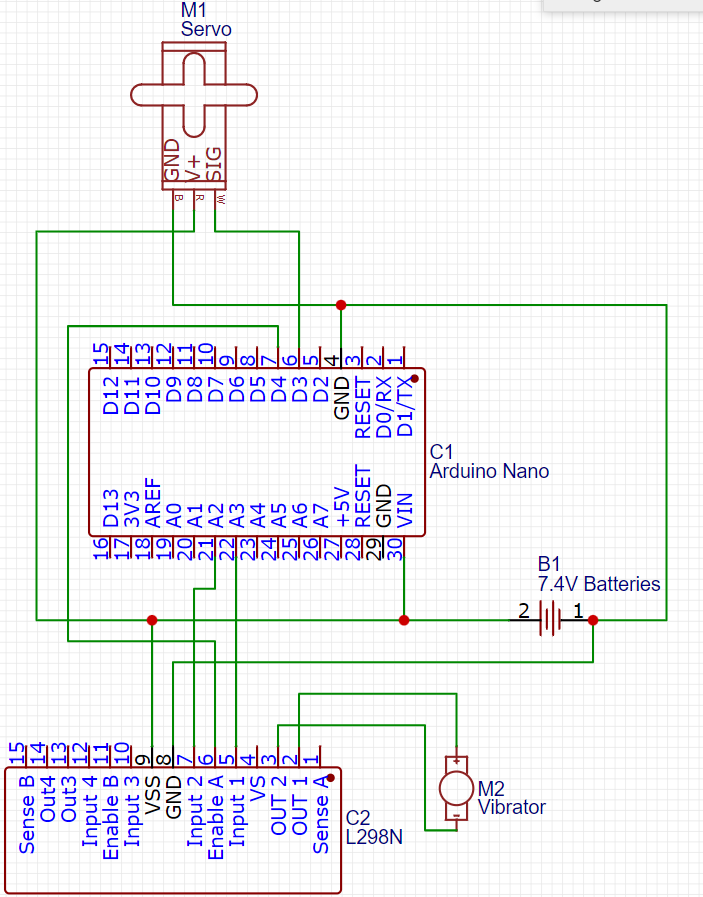 M1
Servo
GND
V+
SIG
B
R
W
15
14
13
12
11
10
9
8
7
6
5
4
3
2
1
D12
D11
D10
D9
D8
D7
D6
D5
D4
D3
D2
GND
RESET
D0/RX
D1/TX
C1
Arduino Nano
D13
3V3
AREF
A0
A1
A2
A3
A4
A5
A6
A7
+5V
RESET
GND
VIN
16
17
18
19
20
21
22
23
24
25
26
27
28
29
30
B1
7.4V Batteries
2
1
15
14
13
12
11
10
9
8
7
6
5
4
3
2
1
Sense B
Out4
Out3
Input 4
Enable B
Input 3
VSS
GND
Input 2
Enable A
Input 1
VS
OUT 2
OUT 1
Sense A
C2
L298N
+
-
M2
Vibrator